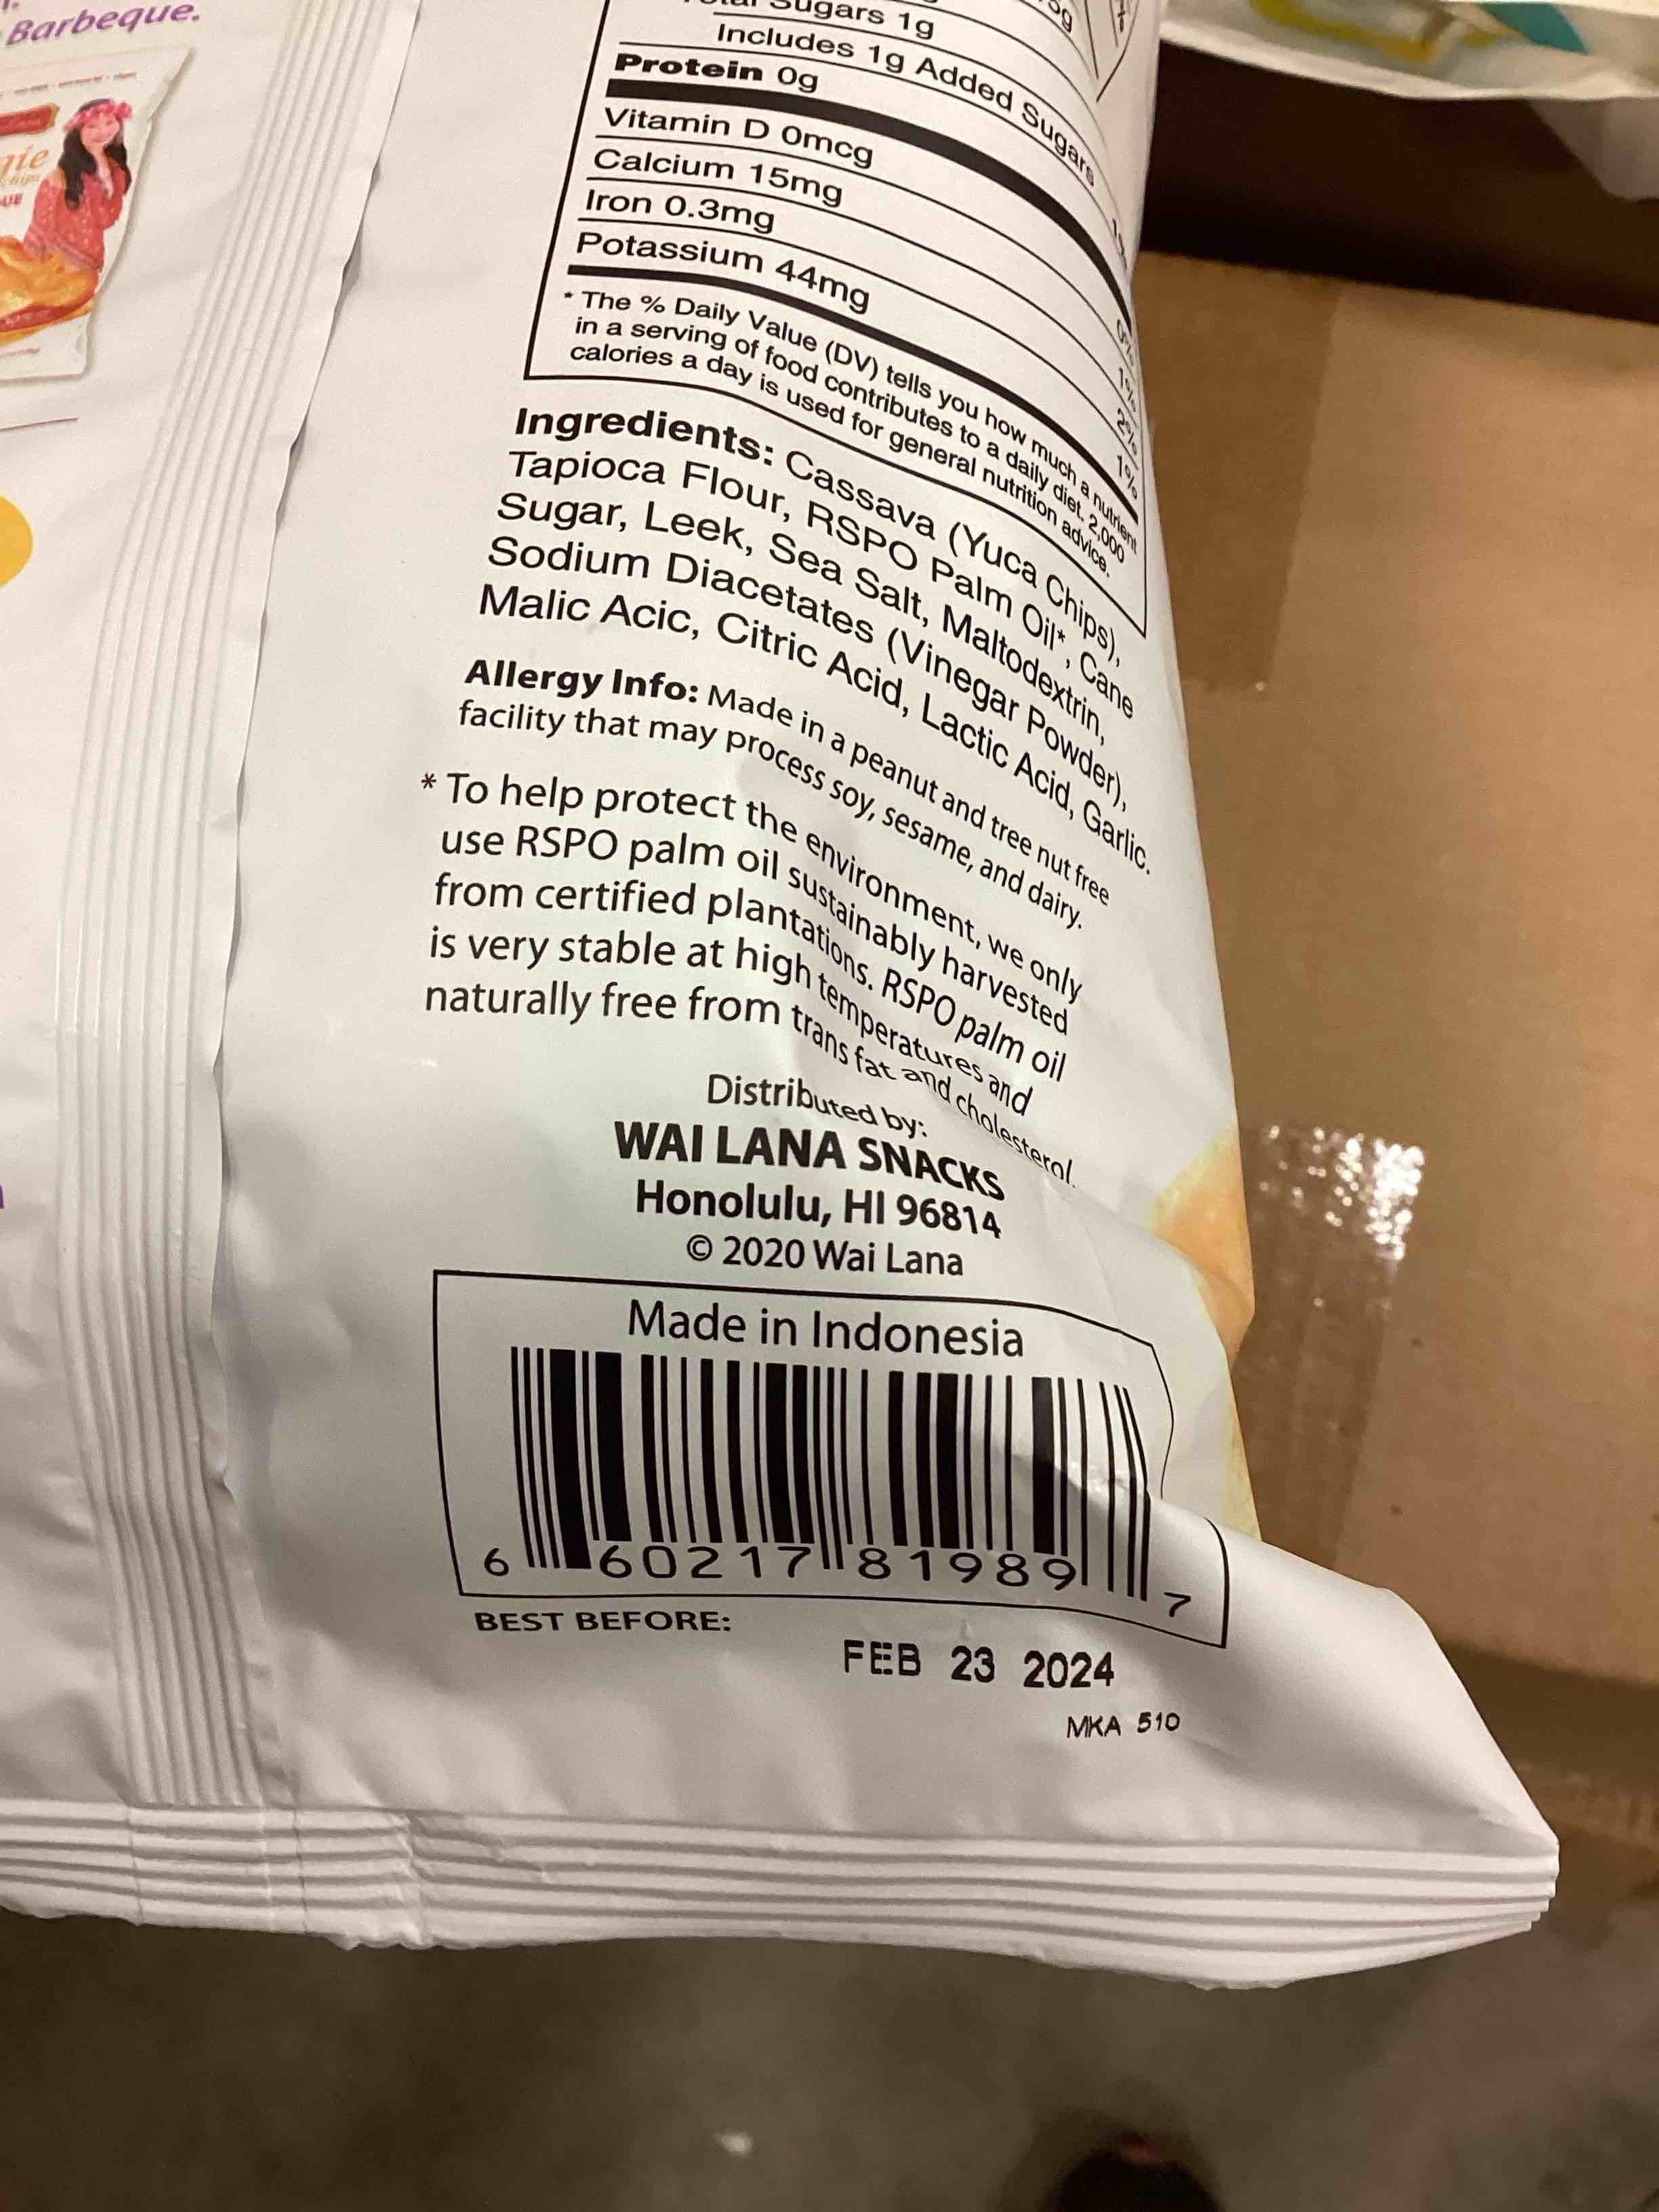 Barbeque.
Sugars 1g
Includes 1g Added Sugars
Protein 0g
Vitamin D 0mcg 0%
Calcium 15mg 1%
Iron 0.3mg 2%
Potassium 44mg 1%
* The % Daily Value (DV) tells you how much a nutrient
in a serving of food contributes to a daily diet. 2,000
calories a day is used for general nutrition advice.
Ingredients: Cassava (Yuca Chips),
Tapioca Flour, RSPO Palm Oil*, Cane
Sugar, Leek, Sea Salt, Maltodextrin,
Sodium Diacetates (Vinegar Powder),
Malic Acic, Citric Acid, Lactic Acid, Garlic.
Allergy Info: Made in a peanut and tree nut free
facility that may process soy, sesame, and dairy.
* To help protect the environment, we only
use RSPO palm oil sustainably harvested
from certified plantations. RSPO palm oil
is very stable at high temperatures and
naturally free from trans fat and cholesterol.
Distributed by:
WAI LANA SNACKS
Honolulu, HI 96814
© 2020 Wai Lana
Made in Indonesia
6 60217 81989 7
BEST BEFORE:
FEB 23 2024
MKA 510